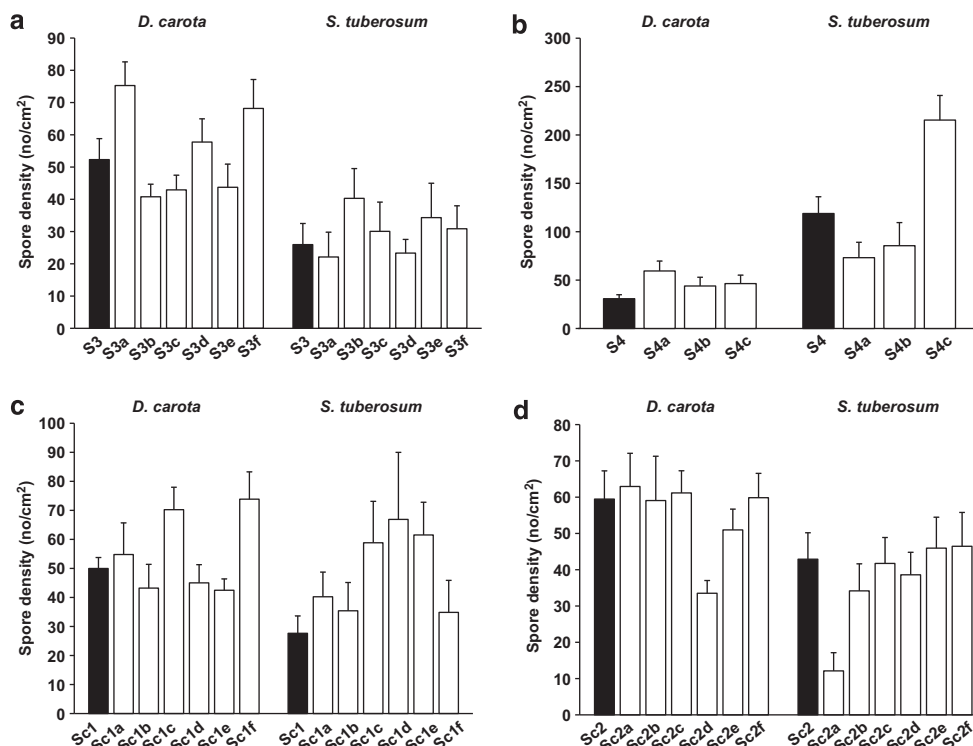 a
D. carota
S. tuberosum
Spore density (no/cm²)
90
80
70
60
50
40
30
20
10
0
S3
S3a
S3b
S3c
S3d
S3e
S3f
S3
S3a
S3b
S3c
S3d
S3e
S3f
b
D. carota
S. tuberosum
Spore density (no/cm²)
300
250
200
150
100
50
0
S4
S4a
S4b
S4c
S4
S4a
S4b
S4c
c
D. carota
S. tuberosum
Spore density (no/cm²)
100
90
80
70
60
50
40
30
20
10
0
Sc1
Sc1a
Sc1b
Sc1c
Sc1d
Sc1e
Sc1f
Sc1
Sc1a
Sc1b
Sc1c
Sc1d
Sc1e
Sc1f
d
D. carota
S. tuberosum
Spore density (no/cm²)
80
70
60
50
40
30
20
10
0
Sc2
Sc2a
Sc2b
Sc2c
Sc2d
Sc2e
Sc2f
Sc2
Sc2a
Sc2b
Sc2c
Sc2d
Sc2e
Sc2f